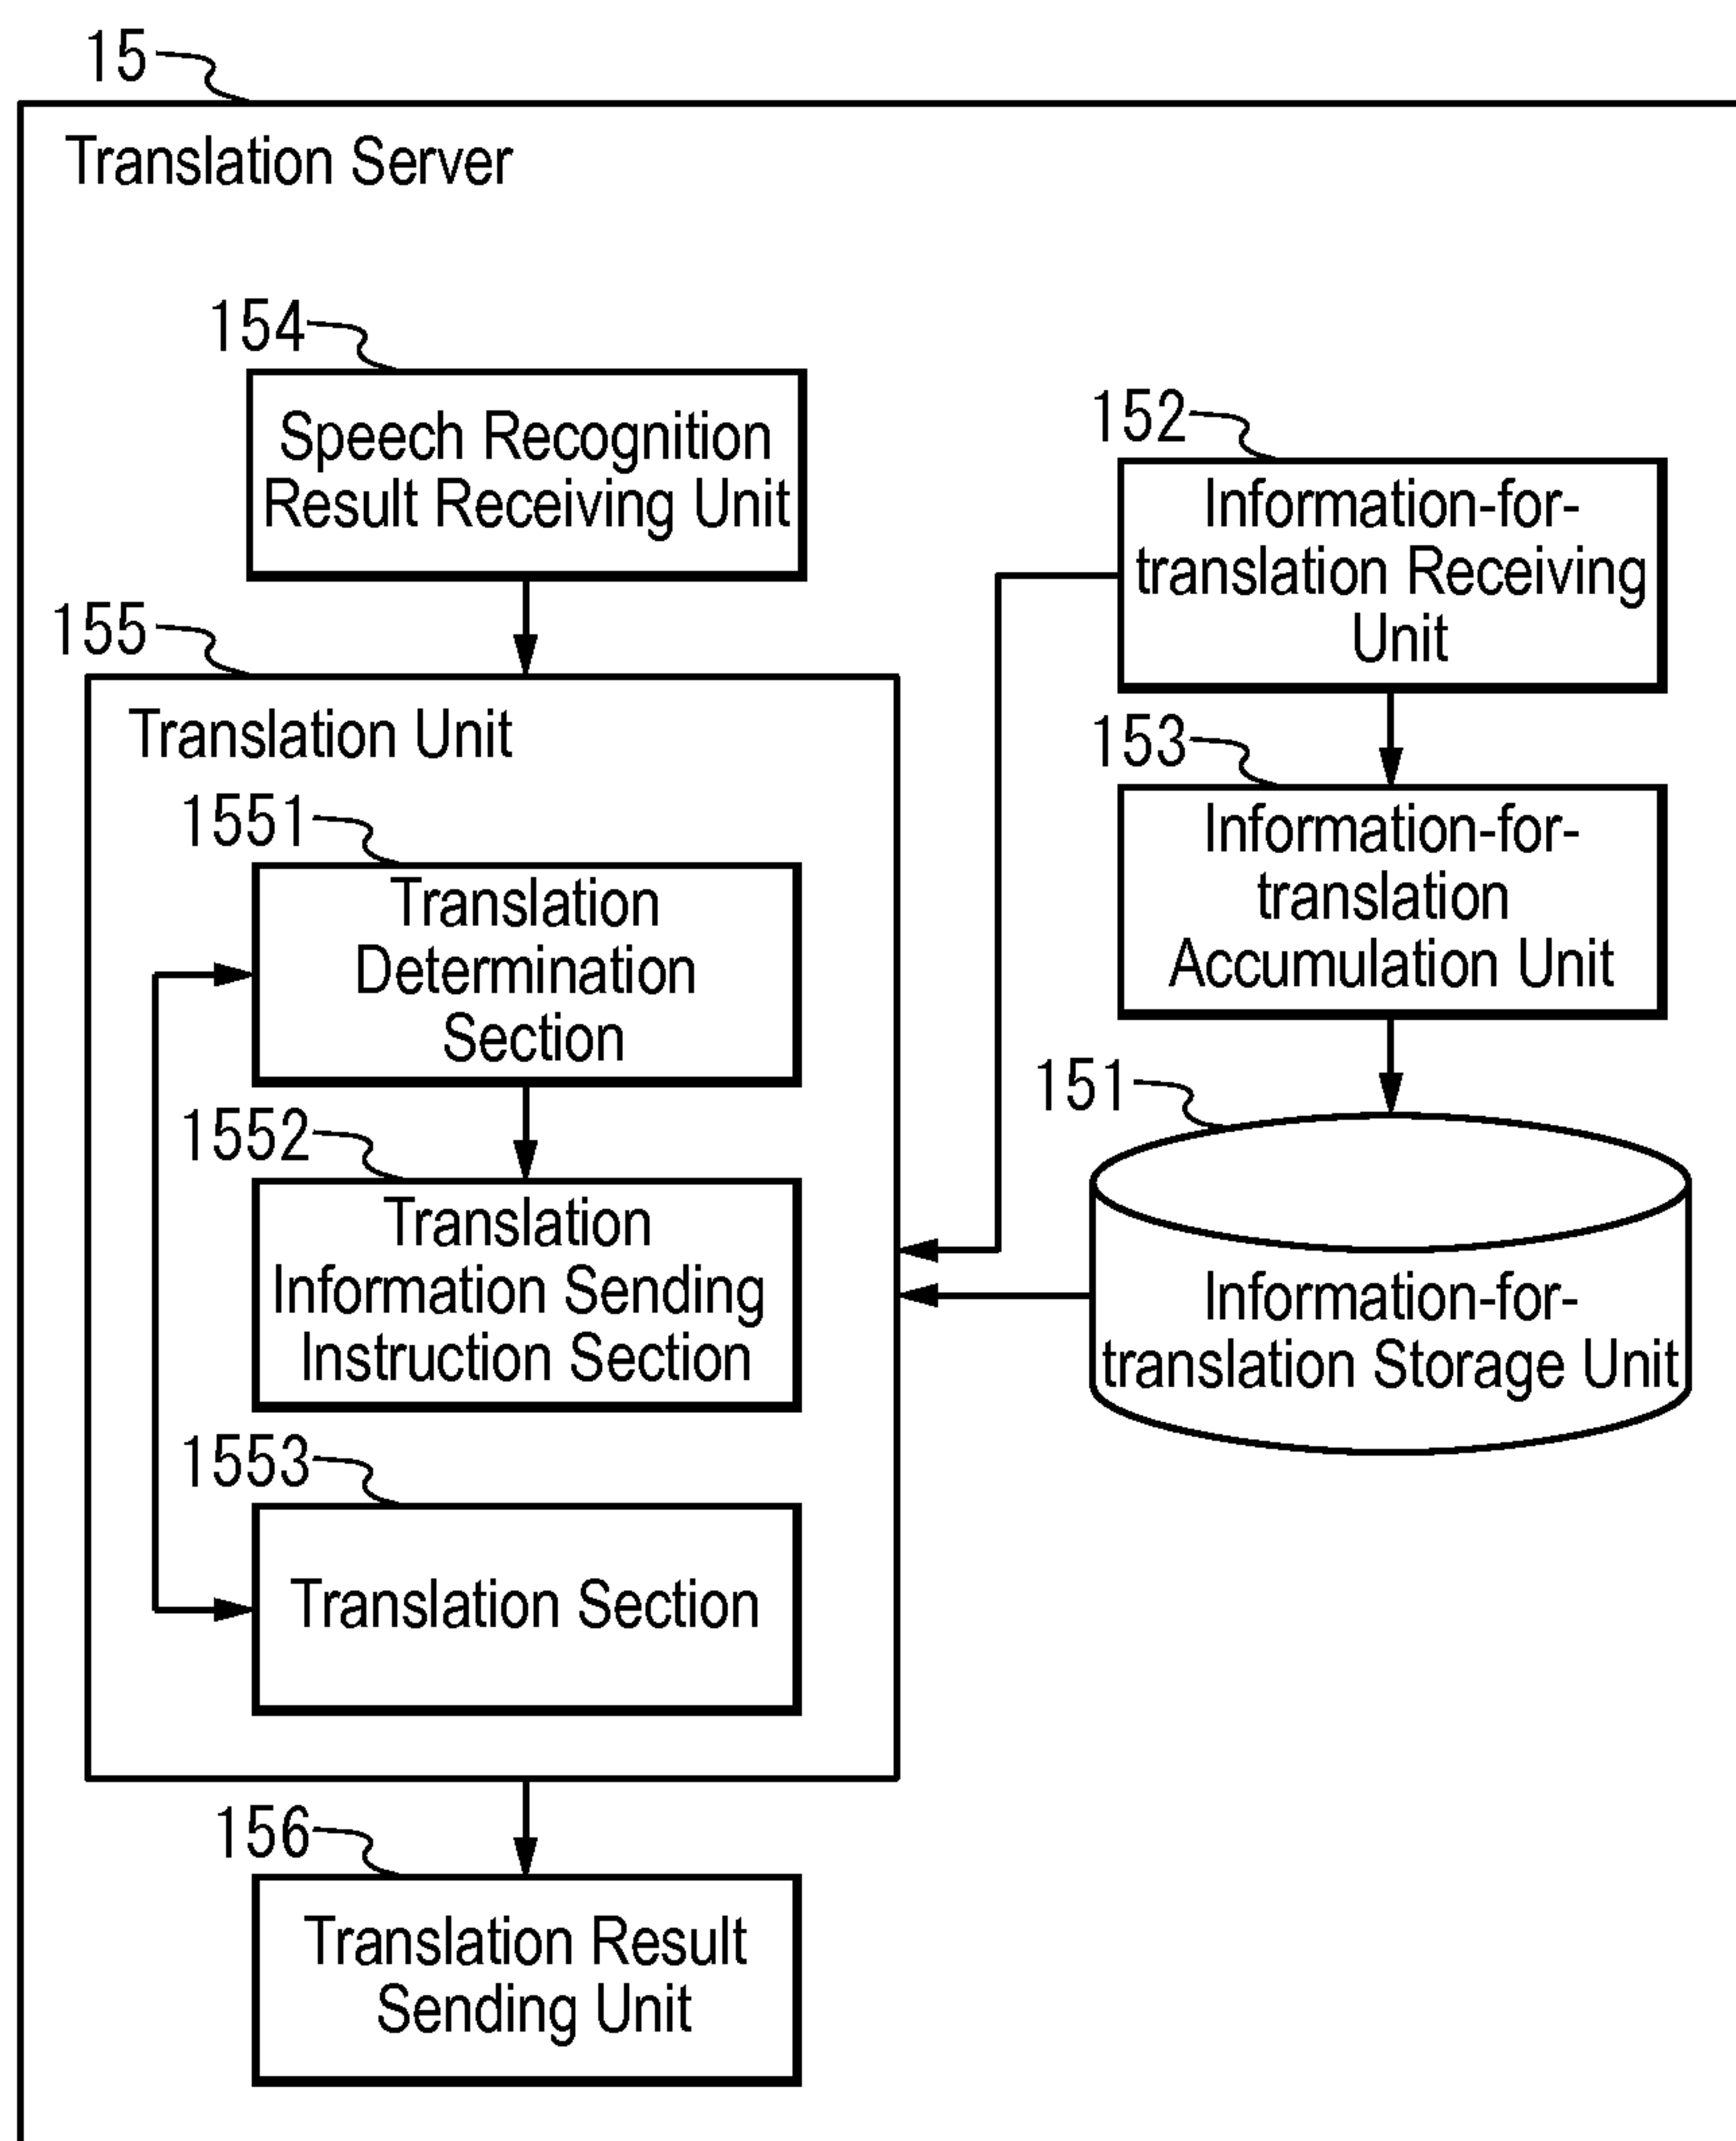 15
Translation Server
154
Speech Recognition
Result Receiving Unit
152
Information-for-
translation Receiving
Unit
155
Translation Unit
153
Information-for-
translation
Accumulation Unit
1551
Translation
Determination
Section
151
Information-for-
translation Storage Unit
1552
Translation
Information Sending
Instruction Section
1553
Translation Section
156
Translation Result
Sending Unit